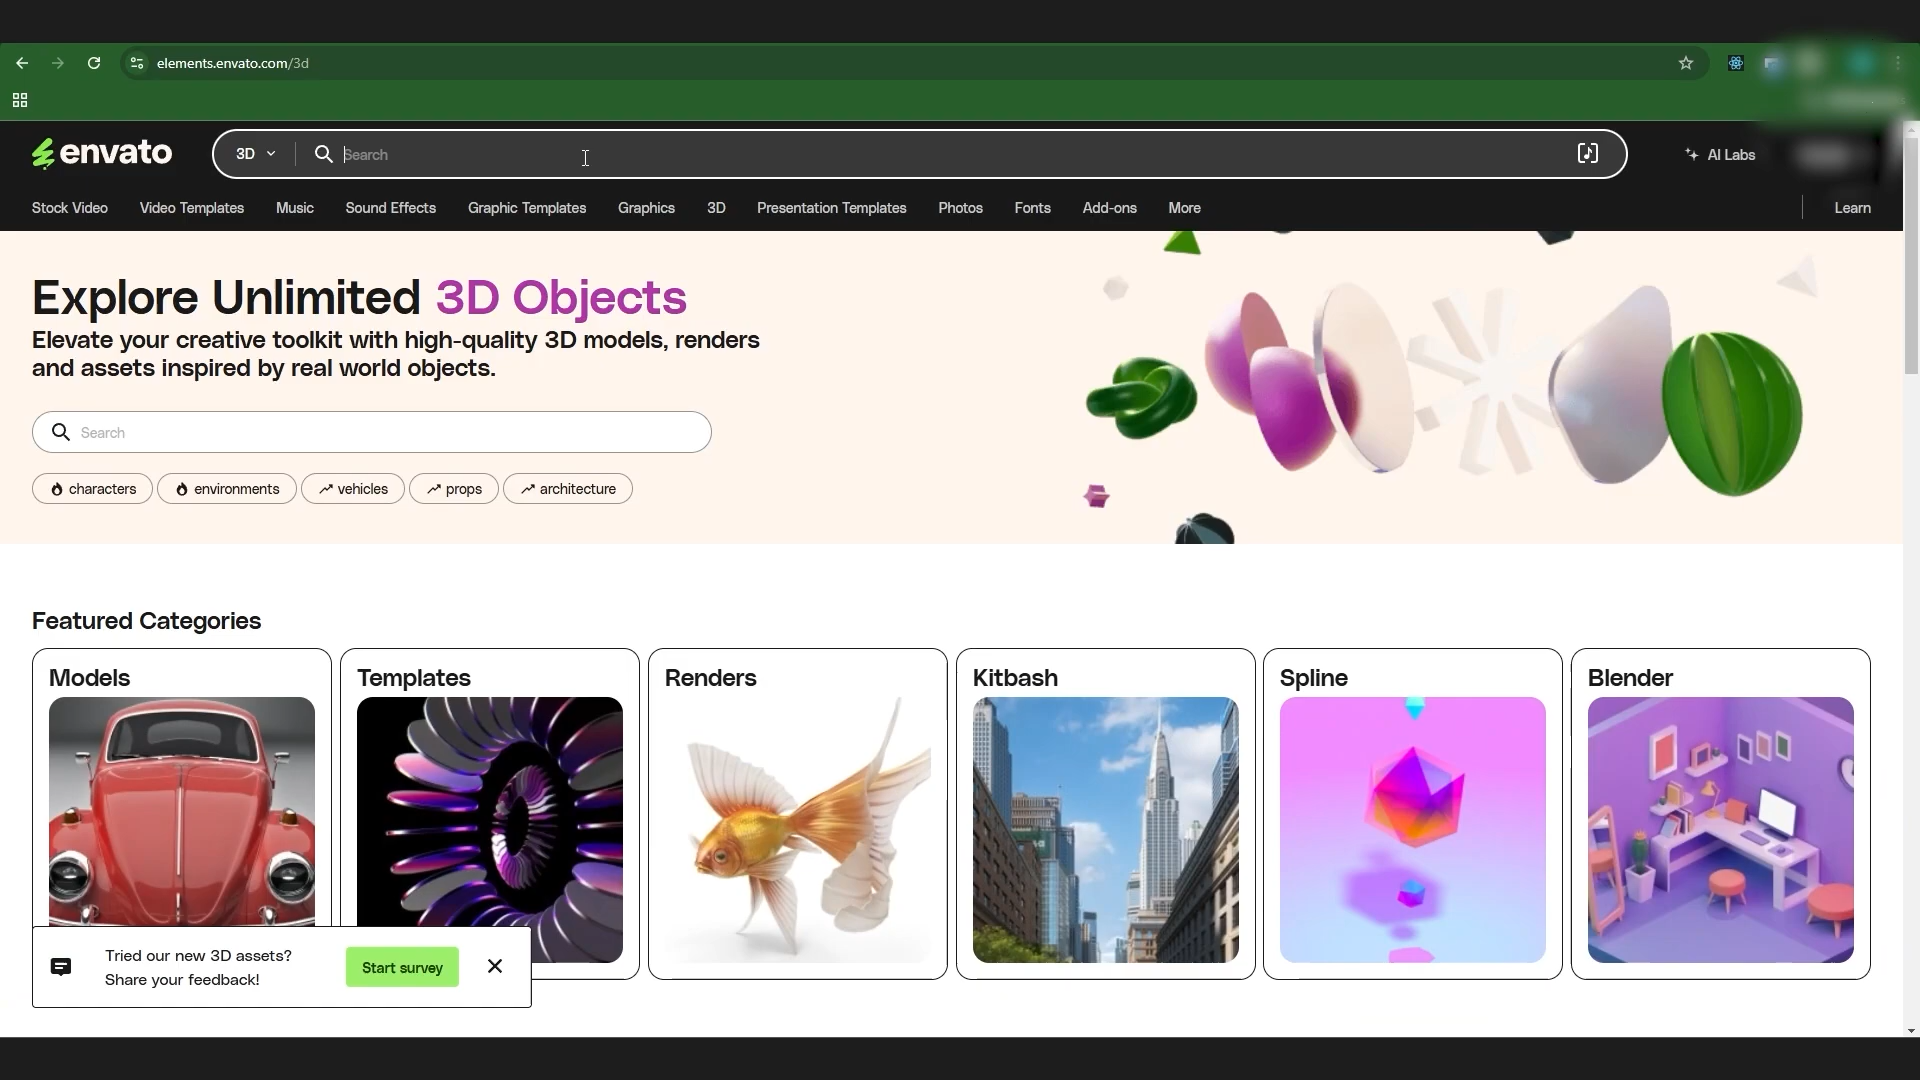 elements.envato.com/3d
envato
3D
Search
AI Labs
Stock Video
Video Templates
Music
Sound Effects
Graphic Templates
Graphics
3D
Presentation Templates
Photos
Fonts
Add-ons
More
Learn
Explore Unlimited 3D Objects
Elevate your creative toolkit with high-quality 3D models, renders
and assets inspired by real world objects.
Search
characters
environments
vehicles
props
architecture
Featured Categories
Models
Templates
Renders
Kitbash
Spline
Blender
Tried our new 3D assets?
Share your feedback!
Start survey